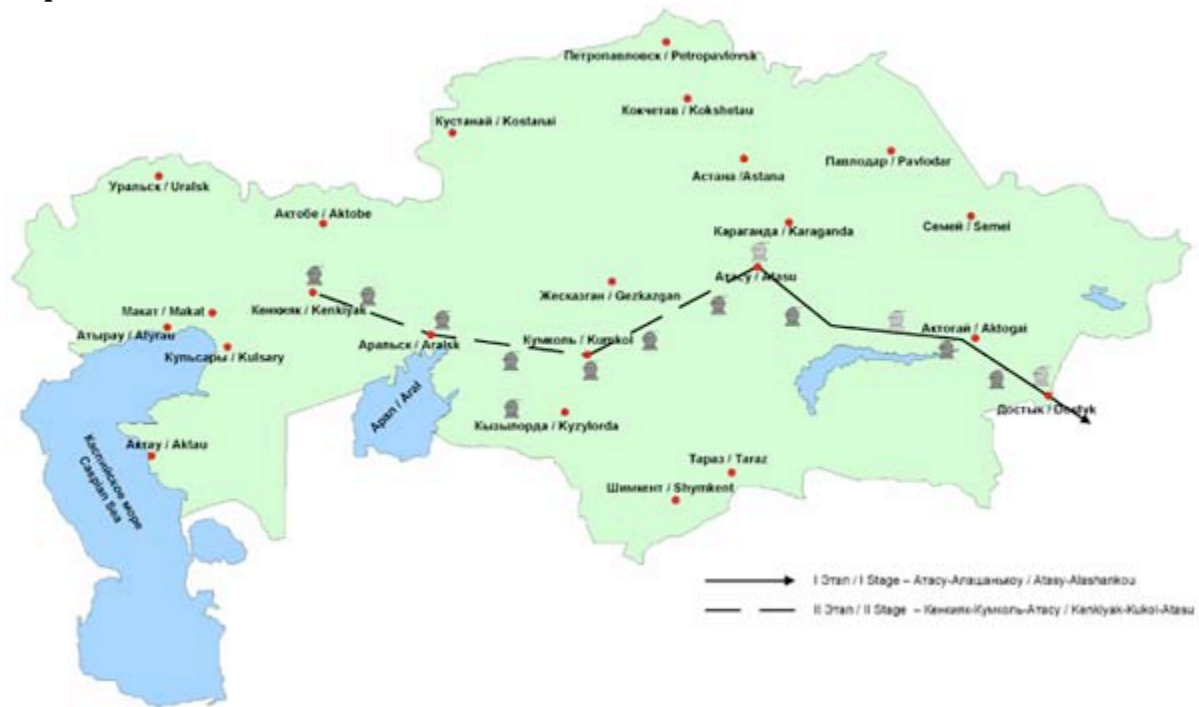 Петропавловск / Petropavlovsk
Кокчетав / Kokshetau
Кустанай / Kostanai
Павлодар / Pavlodar
Астана /Astana
Уральск / Uralsk
Актобе / Aktobe
Караганда / Karaganda
Семей / Semei
Атасу / Atasu
Жесказган / Gezkazgan
Кенкияк / Kenkiyak
Макат / Makat
Атырау / Atyrau
Кульсары / Kulsary
Аральск / Aralsk
Кумколь / Kumkol
Актогай / Aktogai
Арал / Aral
Достык / Dostyk
Кызылорда / Kyzylorda
Актау / Aktau
Каспийское море
Caspian Sea
Тараз / Taraz
Шимкент / Shymkent
I Этап / I Stage – Атасу-Алашанькоу / Atasy-Alashankou
II Этап / II Stage – Кенкияк-Кумколь-Атасу / Kenkiyak-Kukol-Atasu